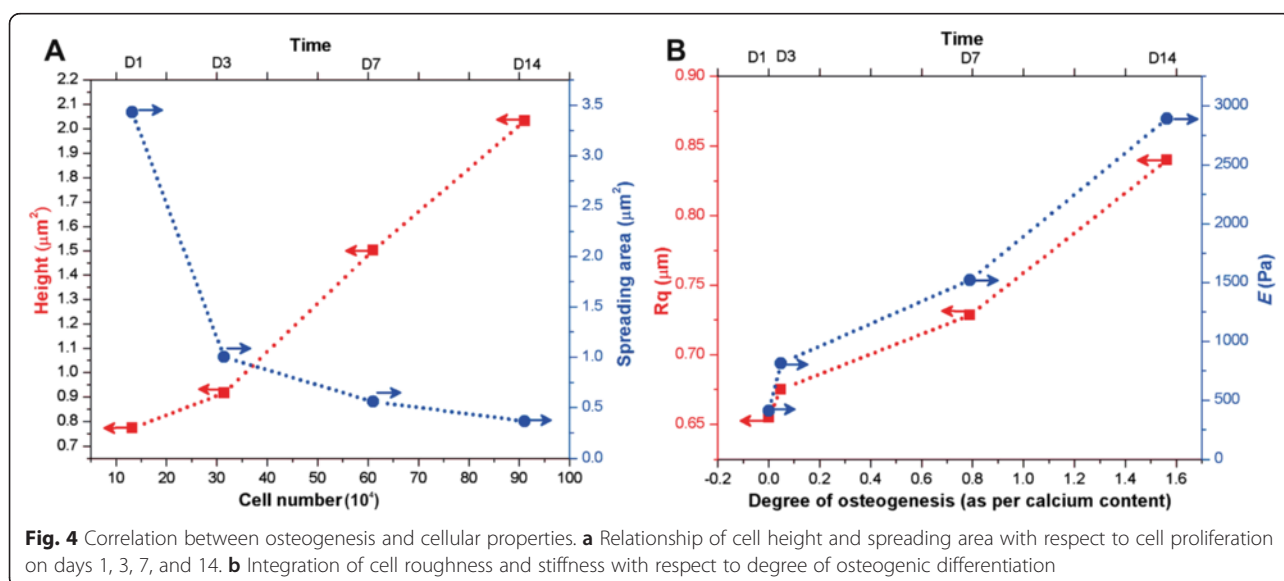 A
Time
D1 D3 D7 D14
2.2
2.1
2.0
1.9
1.8
1.7
1.6
1.5
1.4
1.3
1.2
1.1
1.0
0.9
0.8
0.7
Height (μm²)
3.5
3.0
2.5
2.0
1.5
1.0
0.5
0.0
Spreading area (μm²)
10 20 30 40 50 60 70 80 90 100
Cell number (10⁴)
B
Time
D1 D3 D7 D14
0.90
0.85
0.80
0.75
0.70
0.65
Rq (μm)
3000
2500
2000
1500
1000
500
0
E (Pa)
-0.2 0.0 0.2 0.4 0.6 0.8 1.0 1.2 1.4 1.6
Degree of osteogenesis (as per calcium content)
Fig. 4 Correlation between osteogenesis and cellular properties. a Relationship of cell height and spreading area with respect to cell proliferation
on days 1, 3, 7, and 14. b Integration of cell roughness and stiffness with respect to degree of osteogenic differentiation